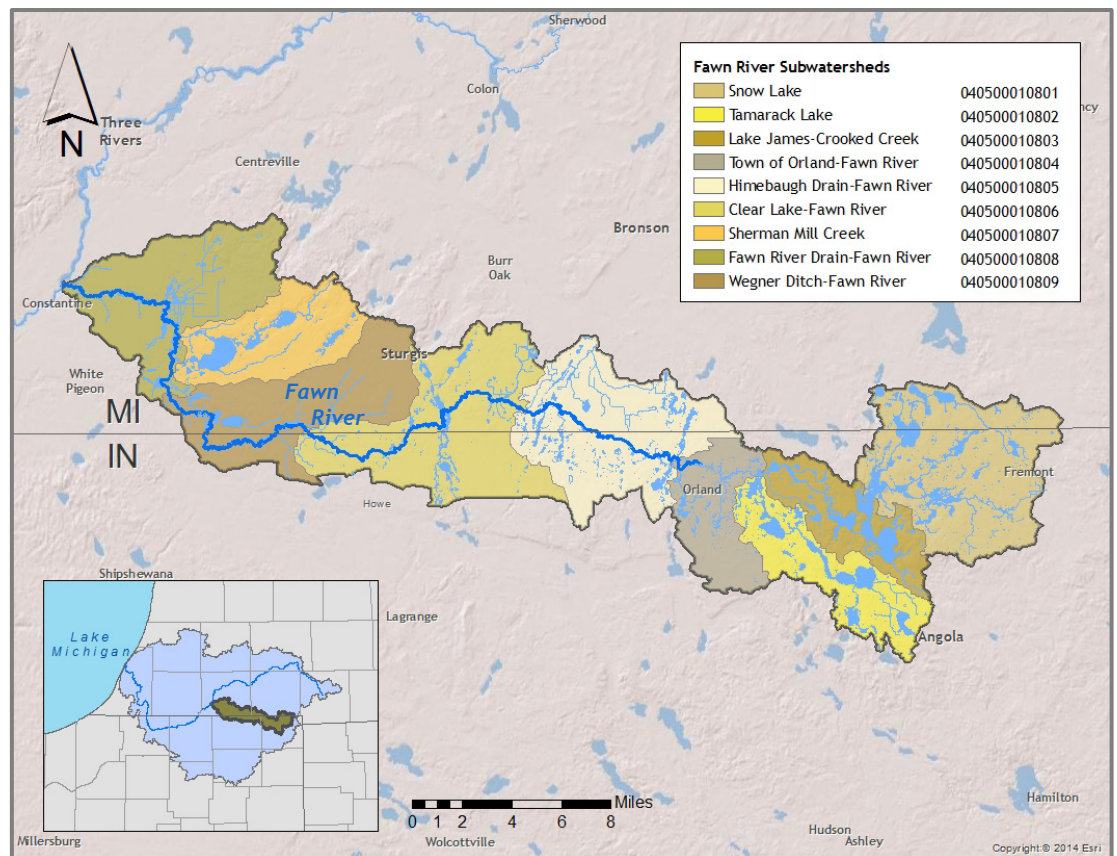 Sherwood
Colon
Three
Rivers
N
Centreville
Fawn River Subwatersheds
Snow Lake 040500010801
Tamarack Lake 040500010802
Lake James-Crooked Creek 040500010803
Town of Orland-Fawn River 040500010804
Himebaugh Drain-Fawn River 040500010805
Clear Lake-Fawn River 040500010806
Sherman Mill Creek 040500010807
Fawn River Drain-Fawn River 040500010808
Wegner Ditch-Fawn River 040500010809
ncy
Bronson
Burr
Oak
Constantine
Sturgis
White
Pigeon
Fawn
River
MI
IN
Fremont
Orland
Howe
Shipshewana
Lagrange
Angola
Lake
Michigan
Miles
0 1 2 4 6 8
Hamilton
Hudson
Ashley
Millersburg
Wolcottville
Copyright:© 2014 Esri